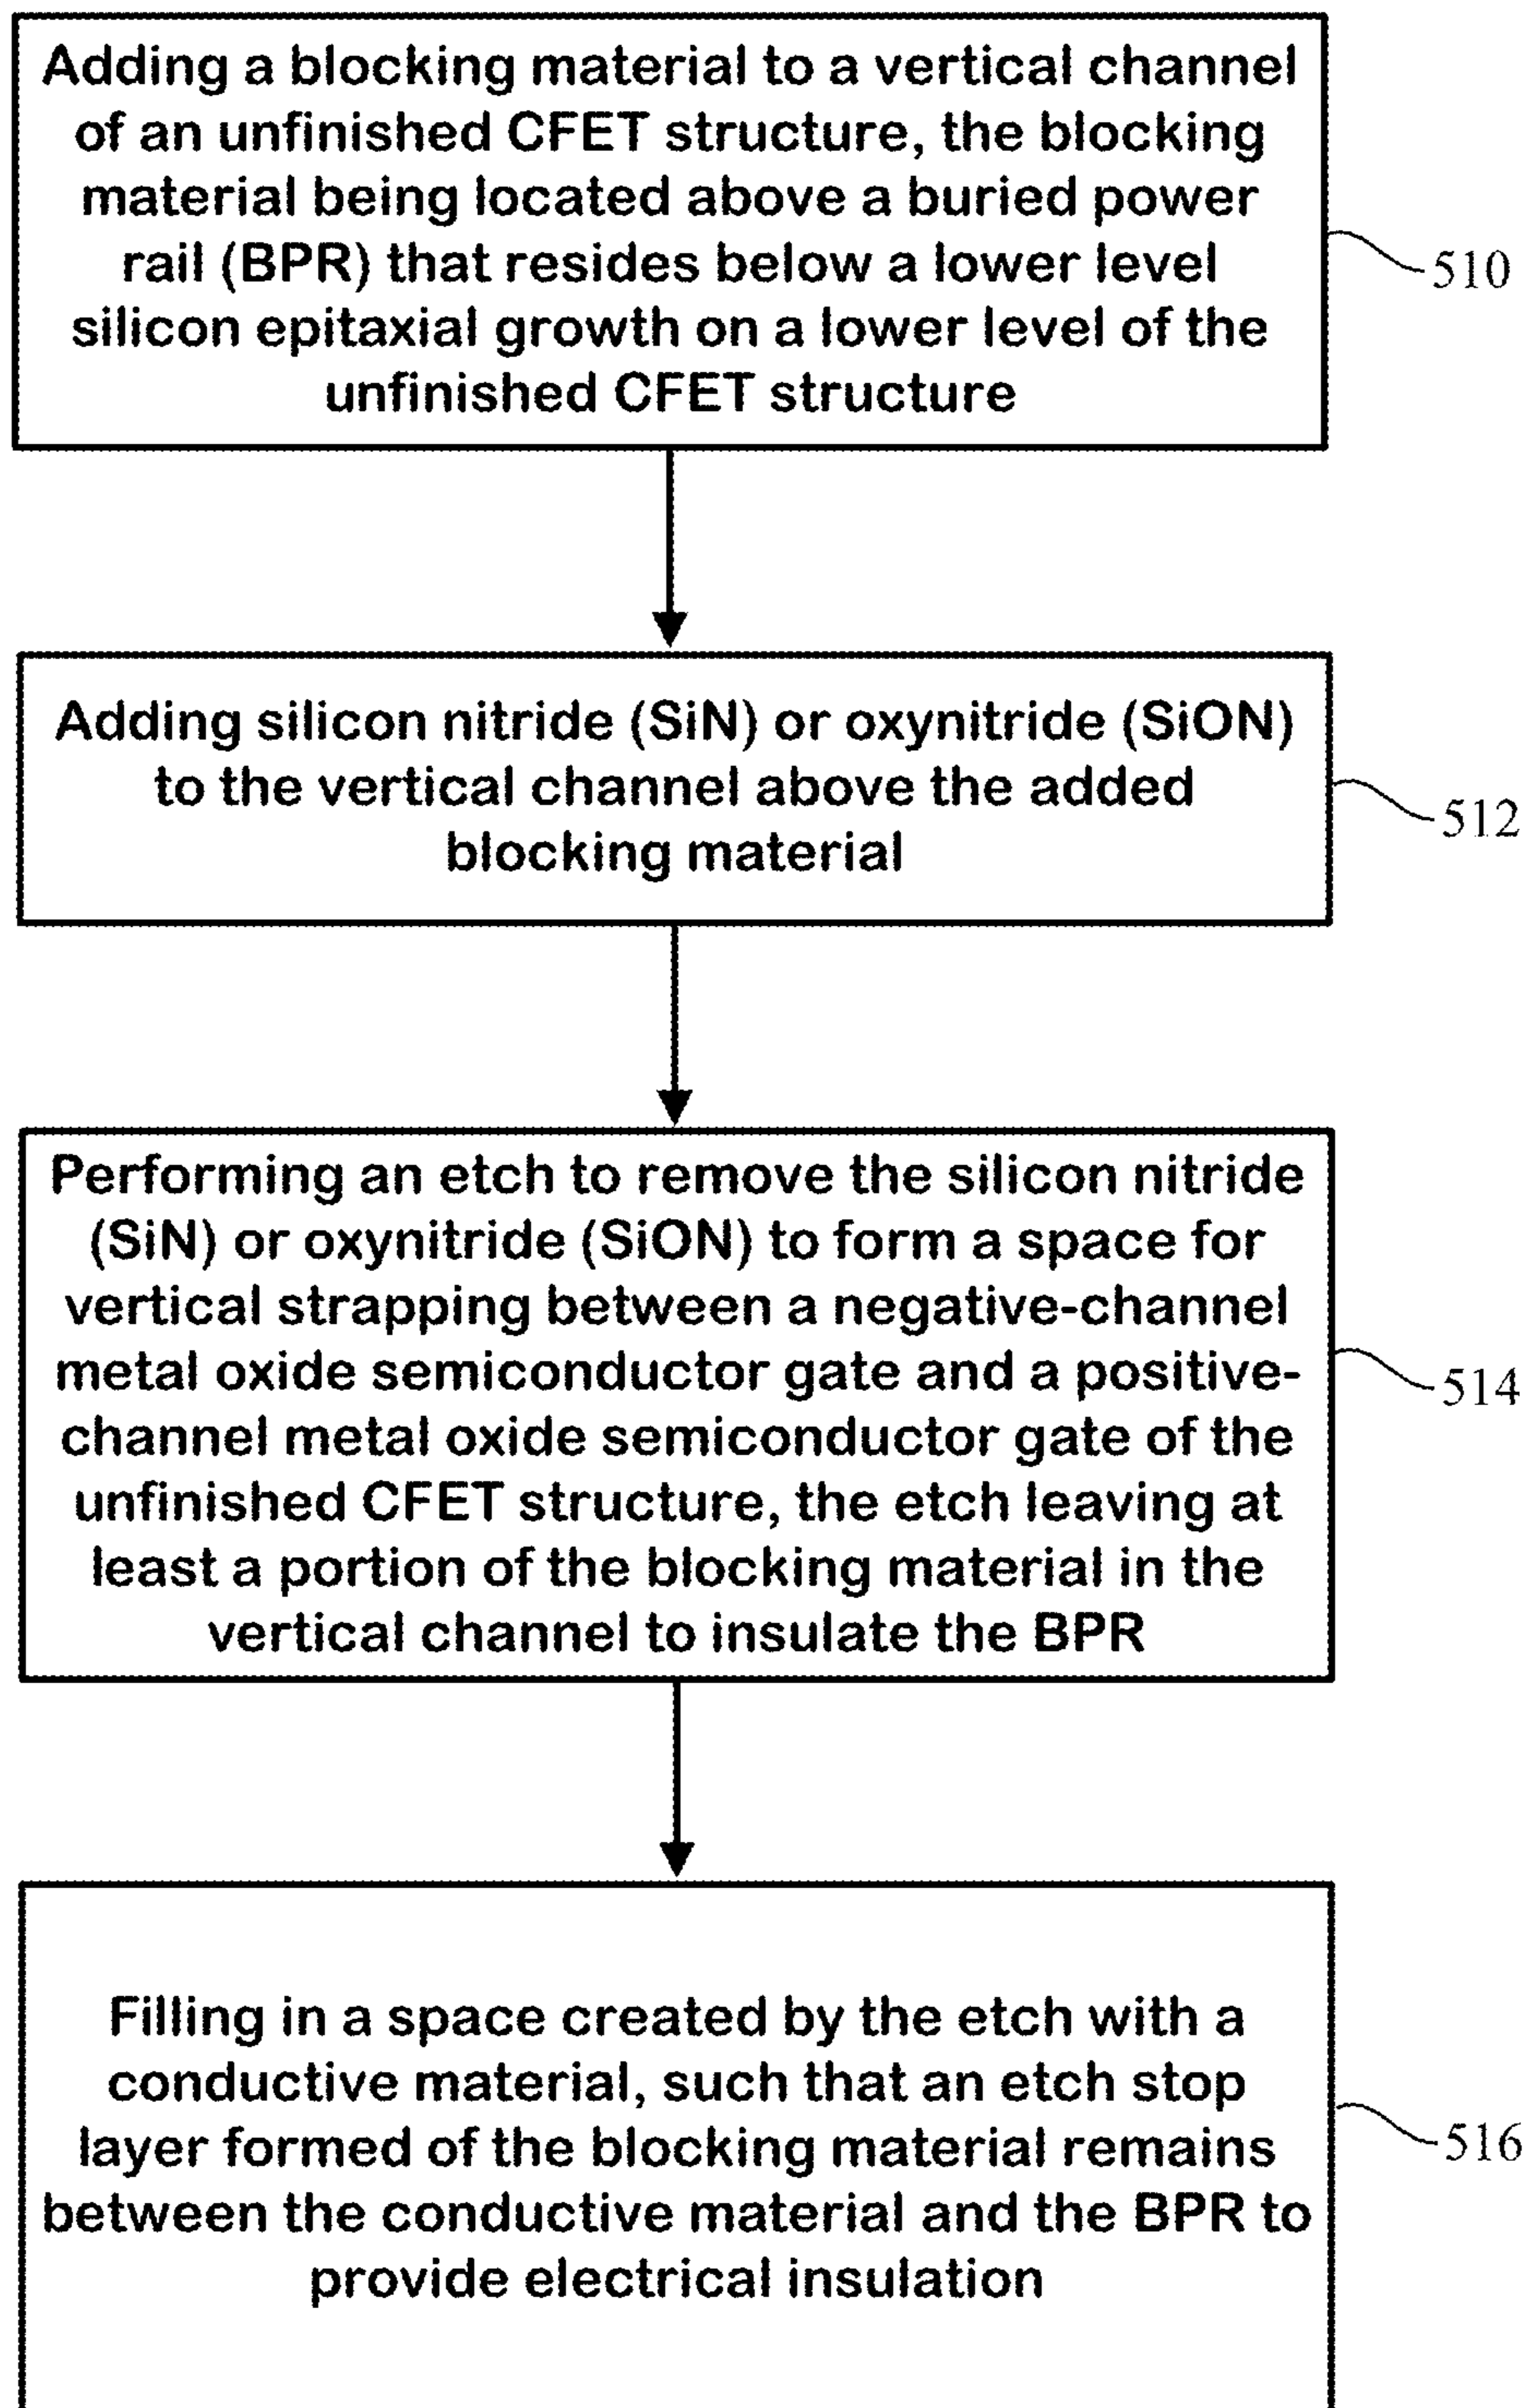 Adding a blocking material to a vertical channel
of an unfinished CFET structure, the blocking
material being located above a buried power
rail (BPR) that resides below a lower level
silicon epitaxial growth on a lower level of the
unfinished CFET structure
510
Adding silicon nitride (SiN) or oxynitride (SiON)
to the vertical channel above the added
blocking material
512
Performing an etch to remove the silicon nitride
(SiN) or oxynitride (SiON) to form a space for
vertical strapping between a negative-channel
metal oxide semiconductor gate and a positive-
channel metal oxide semiconductor gate of the
unfinished CFET structure, the etch leaving at
least a portion of the blocking material in the
vertical channel to insulate the BPR
514
Filling in a space created by the etch with a
conductive material, such that an etch stop
layer formed of the blocking material remains
between the conductive material and the BPR to
provide electrical insulation
516